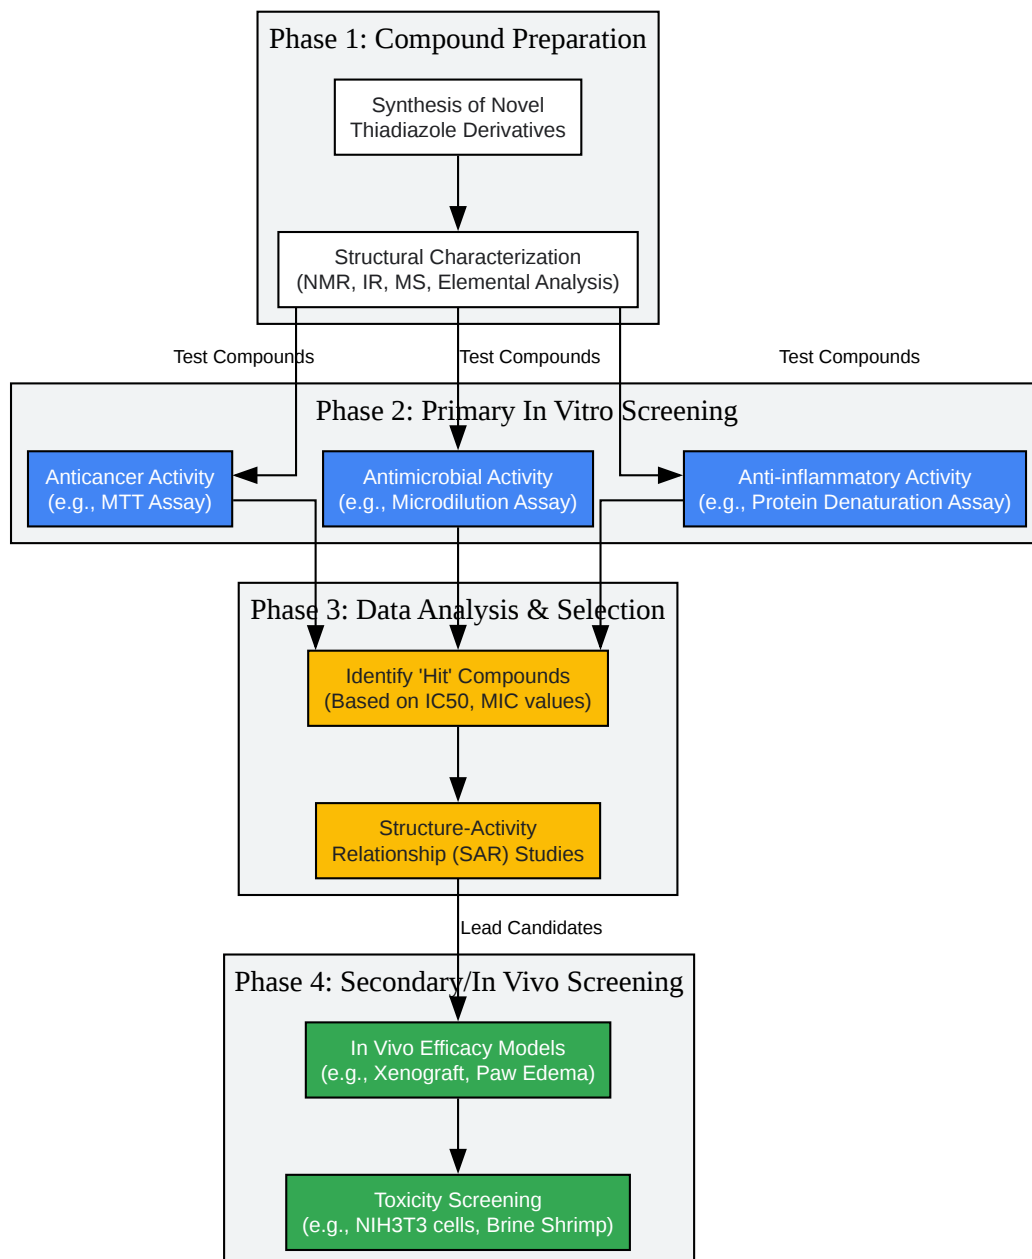 Phase 1: Compound Preparation
Synthesis of Novel
Thiadiazole Derivatives
Structural Characterization
(NMR, IR, MS, Elemental Analysis)
Test Compounds
Test Compounds
Test Compounds
Phase 2: Primary In Vitro Screening
Anticancer Activity
(e.g., MTT Assay)
Antimicrobial Activity
(e.g., Microdilution Assay)
Anti-inflammatory Activity
(e.g., Protein Denaturation Assay)
Phase 3: Data Analysis & Selection
Identify 'Hit' Compounds
(Based on IC50, MIC values)
Structure-Activity
Relationship (SAR) Studies
Lead Candidates
Phase 4: Secondary/In Vivo Screening
In Vivo Efficacy Models
(e.g., Xenograft, Paw Edema)
Toxicity Screening
(e.g., NIH3T3 cells, Brine Shrimp)